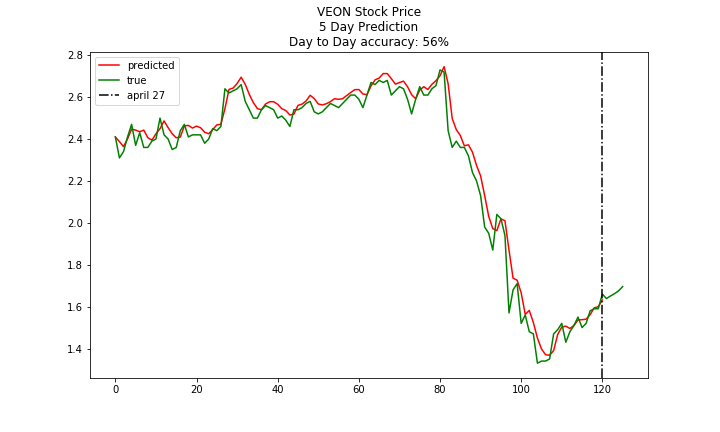 VEON Stock Price
5 Day Prediction
Day to Day accuracy: 56%
predicted
true
april 27
2.8
2.6
2.4
2.2
2.0
1.8
1.6
1.4
0 20 40 60 80 100 120